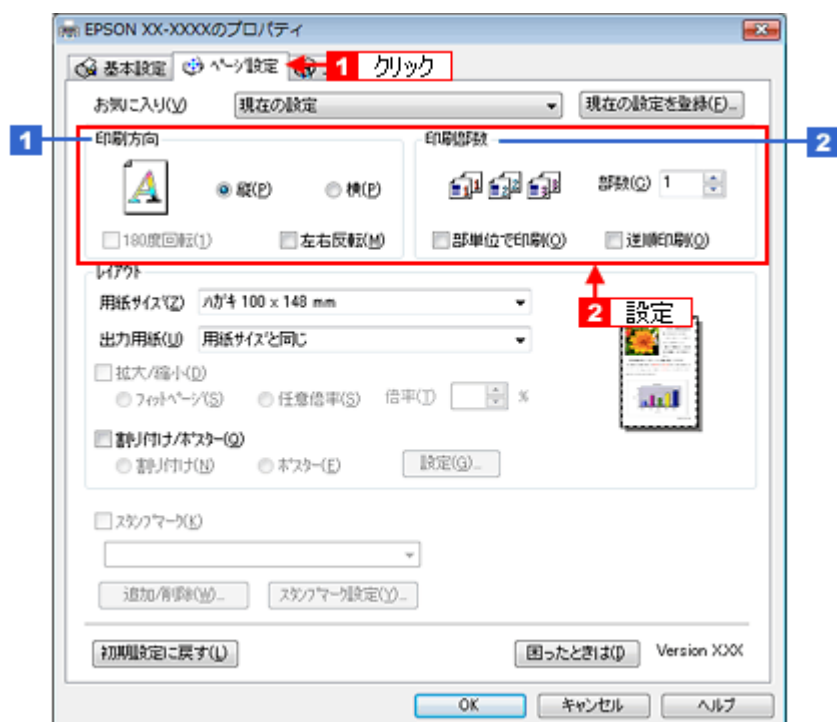 EPSON XX-XXXXのプロパティ
基本設定 ページ設定 1 クリック
お気に入り(V) 現在の設定 現在の設定を登録(F)...
1 印刷方向 印刷部数 2
縦(P) 横(P) 部数(C) 1
180度回転(1) 左右反転(M) 部単位で印刷(O) 逆順印刷(O)
レイアウト
用紙サイズ(Z) ハガキ 100 x 148 mm
2 設定
出力用紙(U) 用紙サイズと同じ
拡大/縮小(D)
フィットページ(S) 任意倍率(S) 倍率(T) %
割り付け/ポスター(Q)
割り付け(N) ポスター(E) 設定(G)...
スタンプマーク(K)
追加/削除(W)... スタンプマーク設定(Y)...
初期設定に戻す(L) 困ったときは(I) Version X.XX
OK キャンセル ヘルプ